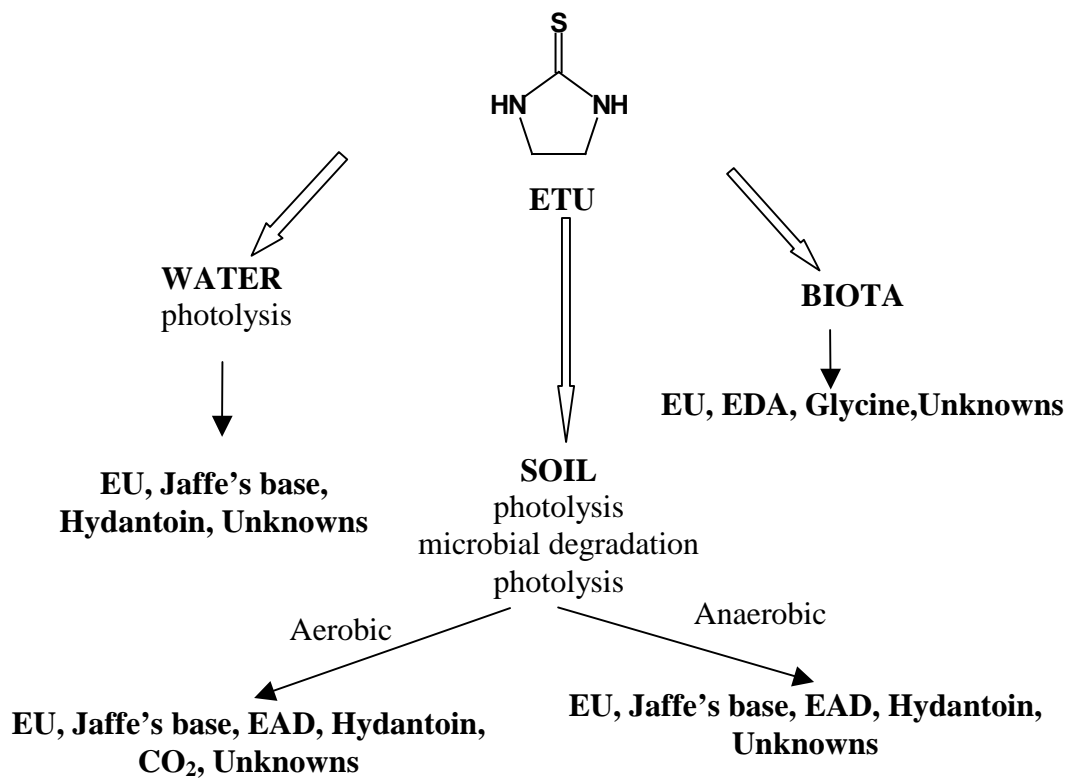 S
HN NH
ETU
WATER
photolysis
BIOTA
EU, EDA, Glycine,Unknowns
EU, Jaffe’s base,
Hydantoin, Unknowns
SOIL
photolysis
microbial degradation
photolysis
Aerobic
Anaerobic
EU, Jaffe’s base, EAD, Hydantoin,
CO₂, Unknowns
EU, Jaffe’s base, EAD, Hydantoin,
Unknowns